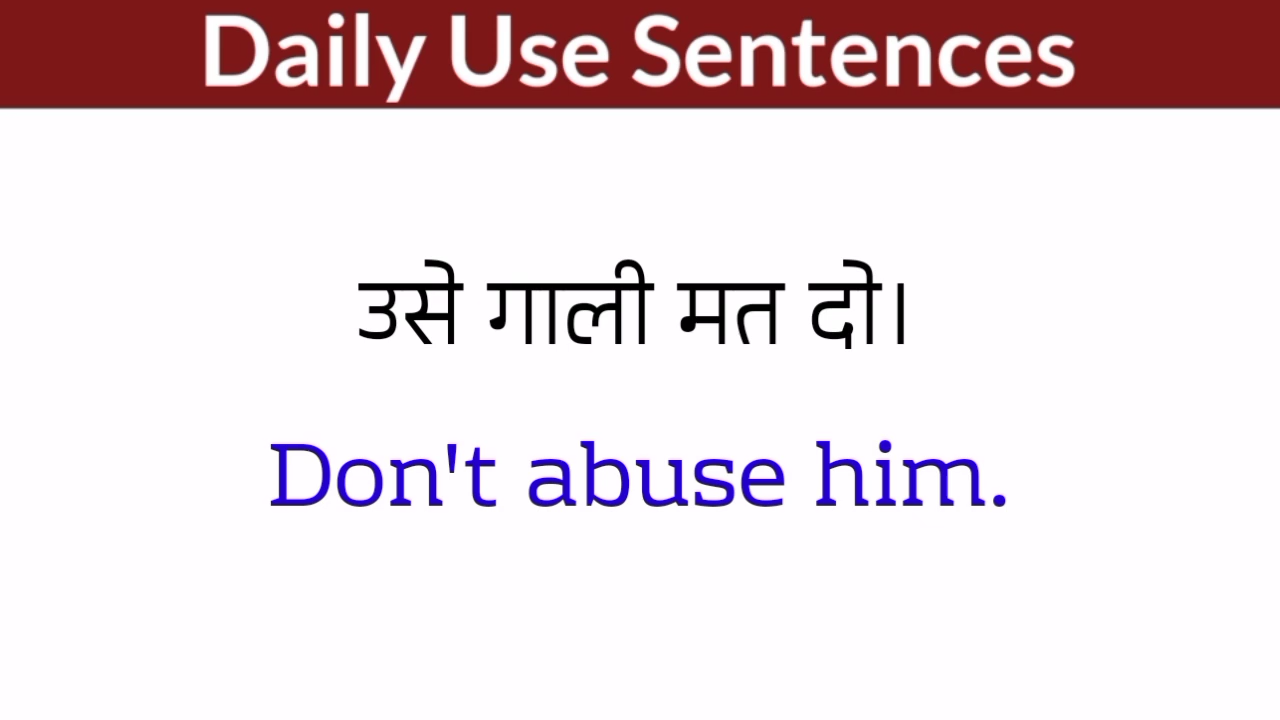 Daily Use Sentences
उसे गाली मत दो।
Don't abuse him.